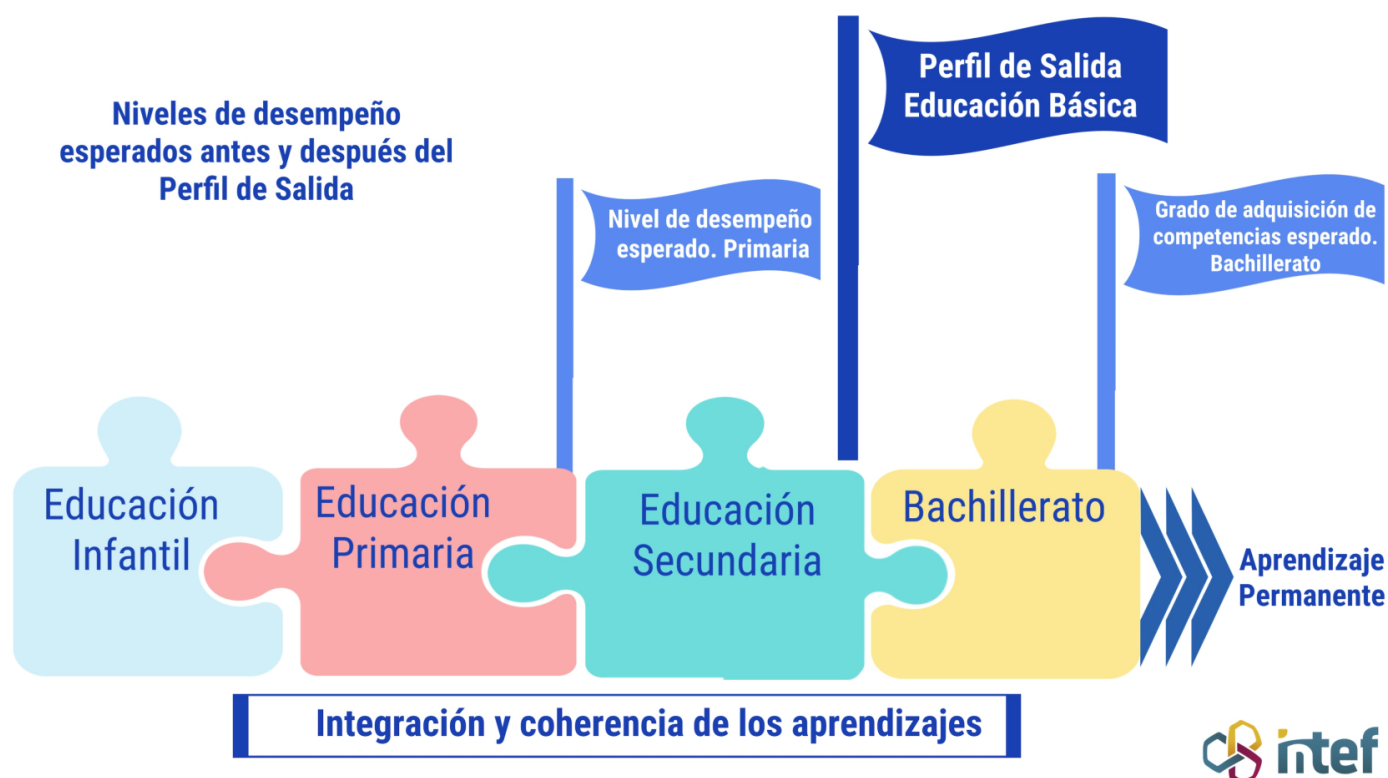 Niveles de desempeño
esperados antes y después del
Perfil de Salida
Perfil de Salida
Educación Básica
Nivel de desempeño
esperado. Primaria
Grado de adquisición de
competencias esperado.
Bachillerato
Educación
Infantil
Educación
Primaria
Educación
Secundaria
Bachillerato
Aprendizaje
Permanente
Integración y coherencia de los aprendizajes
intef